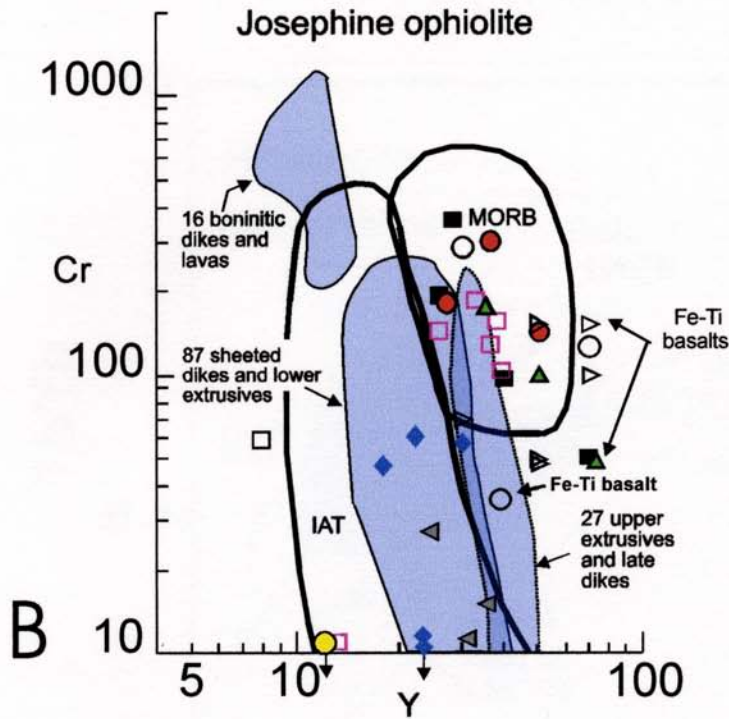 Josephine ophiolite
1000
16 boninitic
dikes and
lavas
MORB
Cr
Fe-Ti
basalts
100
87 sheeted
dikes and lower
extrusives
Fe-Ti basalt
IAT
27 upper
extrusives
and late
dikes
B
10
5
10
Y
100